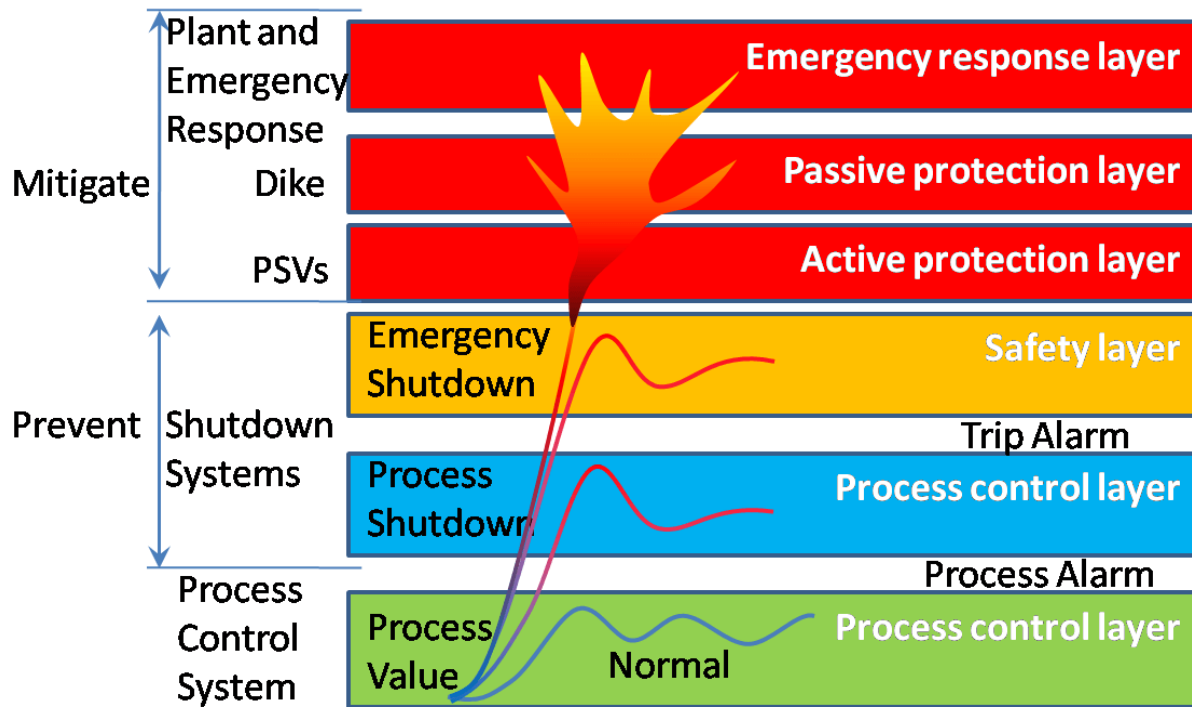 Plant and
Emergency
Response
Emergency response layer
Mitigate
Dike
Passive protection layer
PSVs
Active protection layer
Emergency
Shutdown
Safety layer
Prevent
Shutdown
Systems
Trip Alarm
Process
Shutdown
Process control layer
Process Alarm
Process
Control
System
Process
Value
Normal
Process control layer